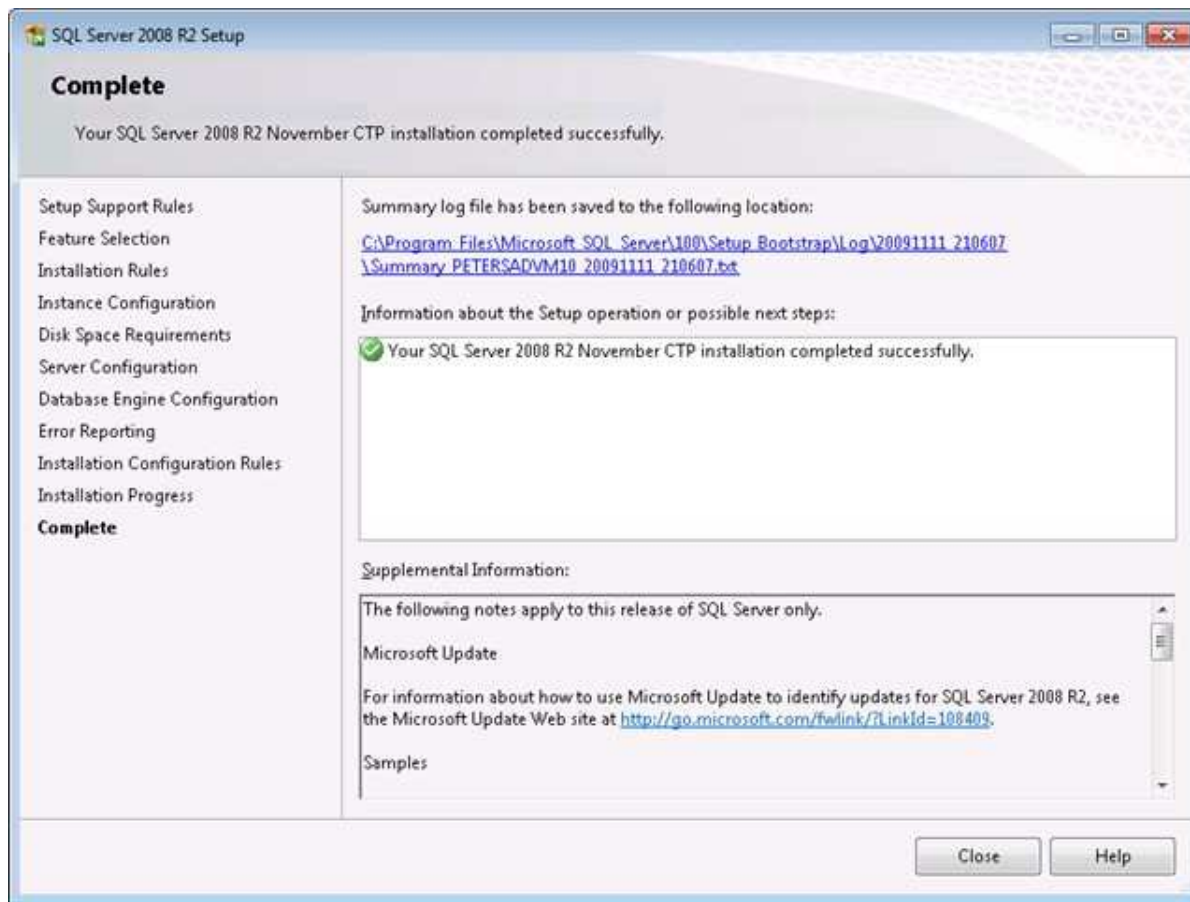 SQL Server 2008 R2 Setup
Complete
Your SQL Server 2008 R2 November CTP installation completed successfully.
Setup Support Rules
Feature Selection
Installation Rules
Instance Configuration
Disk Space Requirements
Server Configuration
Database Engine Configuration
Error Reporting
Installation Configuration Rules
Installation Progress
Complete
Summary log file has been saved to the following location:
C:\Program Files\Microsoft SQL Server\100\Setup Bootstrap\Log\20091111_210607
\Summary_PETERSADVM10_20091111_210607.txt
Information about the Setup operation or possible next steps:
Your SQL Server 2008 R2 November CTP installation completed successfully.
Supplemental Information:
The following notes apply to this release of SQL Server only.
Microsoft Update
For information about how to use Microsoft Update to identify updates for SQL Server 2008 R2, see
the Microsoft Update Web site at http://go.microsoft.com/fwlink/?LinkId=108409.
Samples
Close
Help